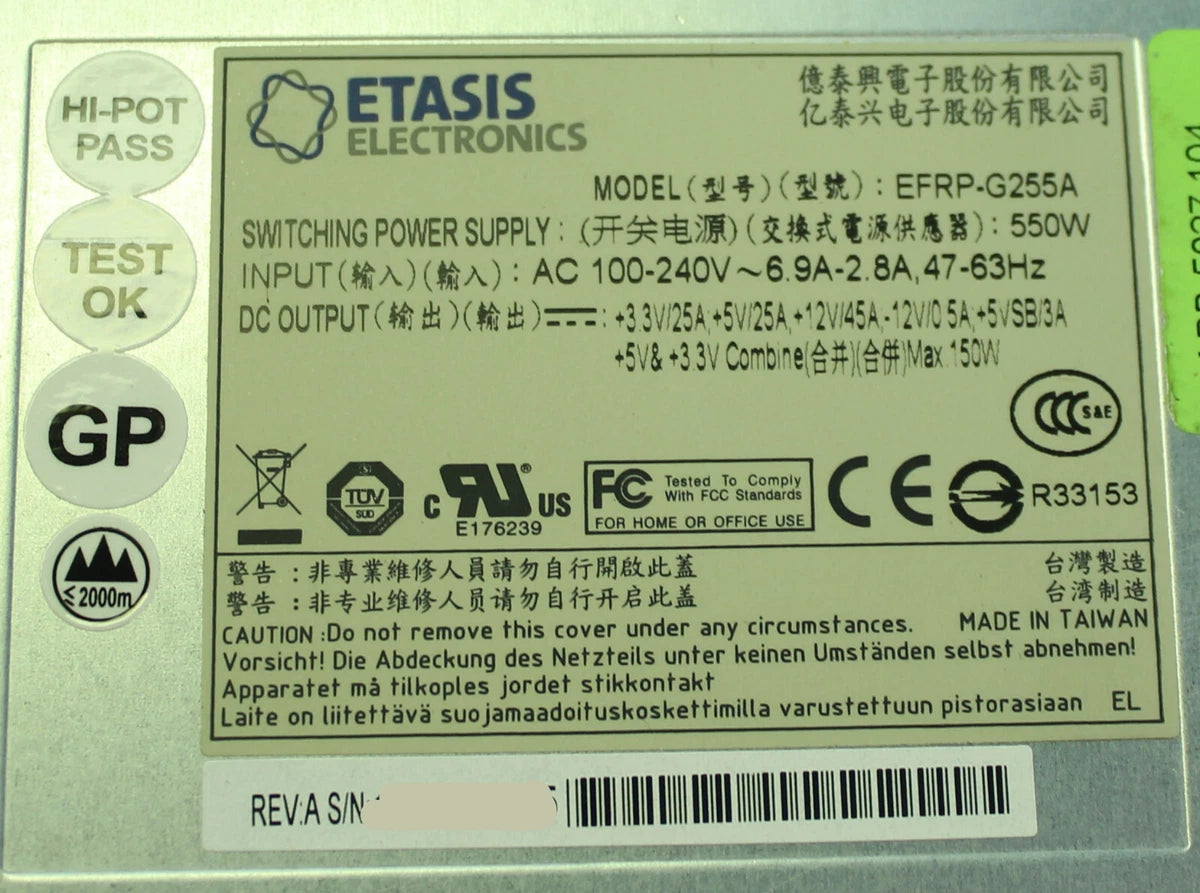 HI-POT
PASS
TEST
OK
GP
≤2000m
ETASIS
ELECTRONICS
億泰興電子股份有限公司
亿泰兴电子股份有限公司
MODEL(型号)(型號): EFRP-G255A
SWITCHING POWER SUPPLY: (开关电源)(交換式電源供應器): 550W
INPUT(输入)(輸入): AC 100-240V~6.9A-2.8A,47-63Hz
DC OUTPUT(输出)(輸出)⎓: +3.3V/25A,+5V/25A,+12V/45A,-12V/0.5A,+5VSB/3A
+5V& +3.3V Combine(合并)(合併)Max.150W
CCC S&E
TÜV
SÜD
c RU ® US
E176239
FC Tested To Comply
With FCC Standards
FOR HOME OR OFFICE USE
CE
R33153
警告 :非專業維修人員請勿自行開啟此蓋
台灣製造
警告 :非专业维修人员请勿自行开启此盖
台湾制造
CAUTION :Do not remove this cover under any circumstances. MADE IN TAIWAN
Vorsicht! Die Abdeckung des Netzteils unter keinen Umständen selbst abnehmen!
Apparatet må tilkoples jordet stikkontakt
Laite on liitettävä suojamaadoituskoskettimilla varustettuun pistorasiaan EL
REV:A S/N: